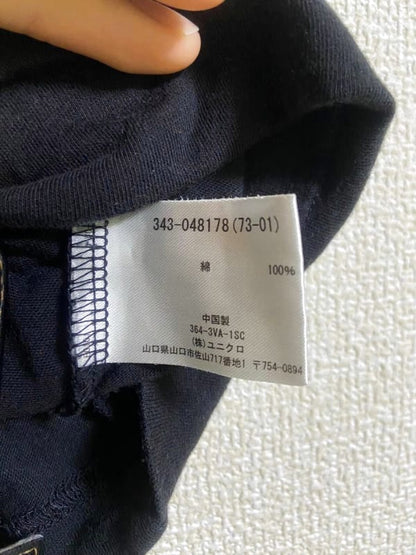 343-048178(73-01)
綿 100%
中国製
364-3VA-1SC
(株)ユニクロ
山口県山口市佐山717番地1 〒754-0894